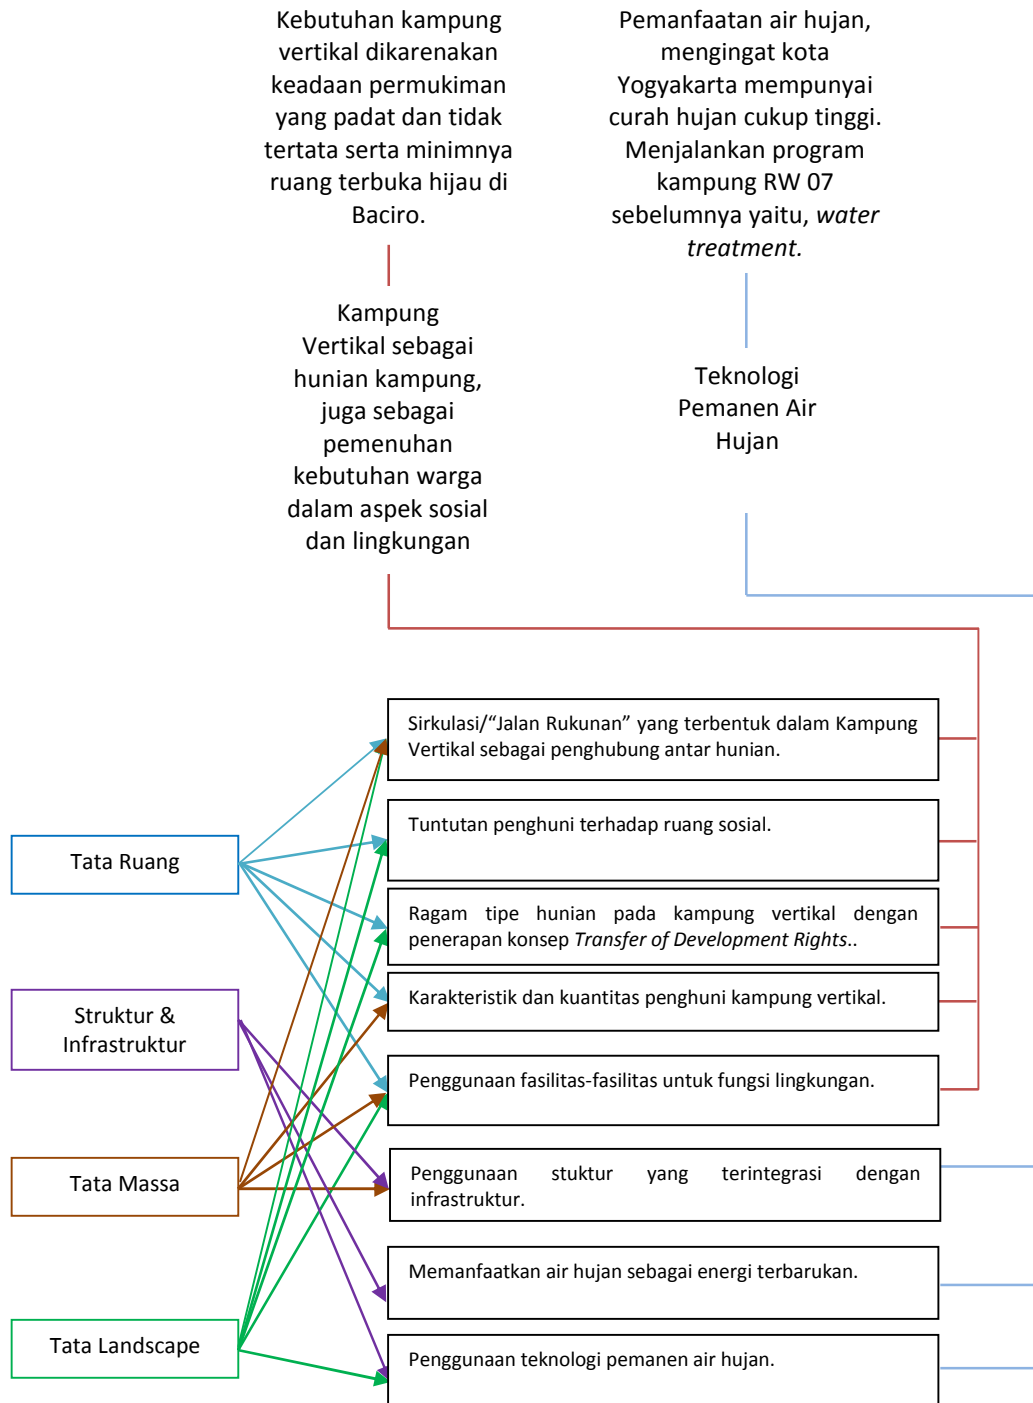 Kebutuhan kampung
vertikal dikarenakan
keadaan permukiman
yang padat dan tidak
tertata serta minimnya
ruang terbuka hijau di
Baciro.
Pemanfaatan air hujan,
mengingat kota
Yogyakarta mempunyai
curah hujan cukup tinggi.
Menjalankan program
kampung RW 07
sebelumnya yaitu, water
treatment.
Kampung
Vertikal sebagai
hunian kampung,
juga sebagai
pemenuhan
kebutuhan warga
dalam aspek sosial
dan lingkungan
Teknologi
Pemanen Air
Hujan
Sirkulasi/“Jalan Rukunan” yang terbentuk dalam Kampung
Vertikal sebagai penghubung antar hunian.
Tuntutan penghuni terhadap ruang sosial.
Tata Ruang
Ragam tipe hunian pada kampung vertikal dengan
penerapan konsep Transfer of Development Rights..
Karakteristik dan kuantitas penghuni kampung vertikal.
Struktur &
Infrastruktur
Penggunaan fasilitas-fasilitas untuk fungsi lingkungan.
Tata Massa
Penggunaan stuktur yang terintegrasi dengan
infrastruktur.
Memanfaatkan air hujan sebagai energi terbarukan.
Tata Landscape
Penggunaan teknologi pemanen air hujan.